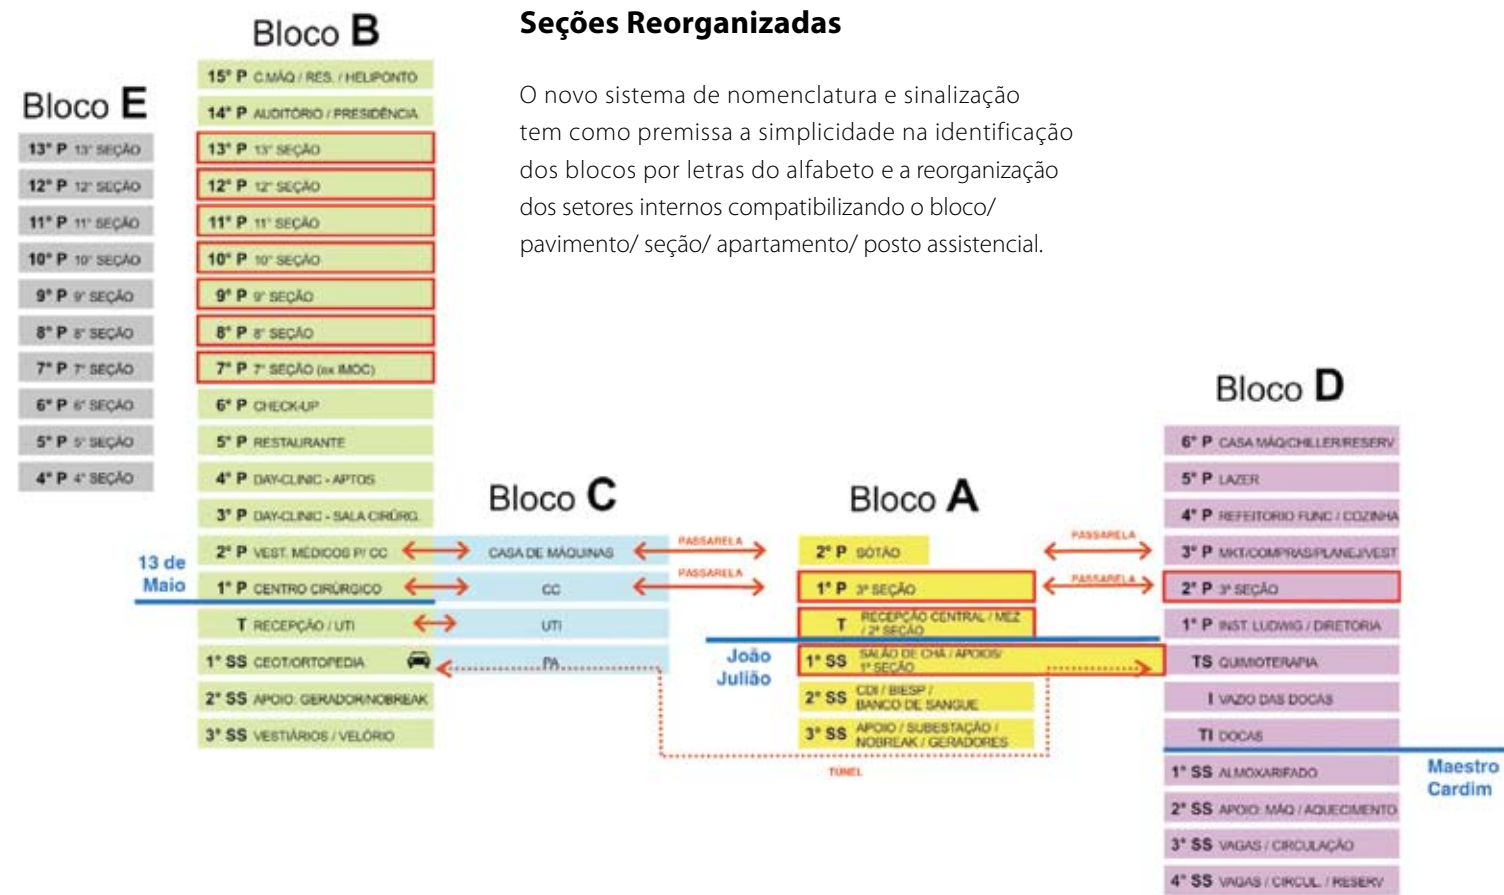 Seções Reorganizadas
O novo sistema de nomenclatura e sinalização
tem como premissa a simplicidade na identificação
dos blocos por letras do alfabeto e a reorganização
dos setores internos compatibilizando o bloco/
pavimento/ seção/ apartamento/ posto assistencial.
Bloco E
13° P 13ª SEÇÃO
12° P 12ª SEÇÃO
11° P 11ª SEÇÃO
10° P 10ª SEÇÃO
9° P 9ª SEÇÃO
8° P 8ª SEÇÃO
7° P 7ª SEÇÃO
6° P 6ª SEÇÃO
5° P 5ª SEÇÃO
4° P 4ª SEÇÃO
Bloco B
15° P C.MÁQ / RES. / HELIPONTO
14° P AUDITÓRIO / PRESIDÊNCIA
13° P 13ª SEÇÃO
12° P 12ª SEÇÃO
11° P 11ª SEÇÃO
10° P 10ª SEÇÃO
9° P 9ª SEÇÃO
8° P 8ª SEÇÃO
7° P 7ª SEÇÃO (ex IMOC)
6° P CHECK-UP
5° P RESTAURANTE
4° P DAY-CLINIC - APTOS
3° P DAY-CLINIC - SALA CIRÚRG.
2° P VEST. MÉDICOS P/ CC
1° P CENTRO CIRÚRGICO
T RECEPÇÃO / UTI
1° SS CEOT/ORTOPEDIA
2° SS APOIO: GERADOR/NOBREAK
3° SS VESTIÁRIOS / VELÓRIO
13 de
Maio
Bloco C
CASA DE MÁQUINAS
CC
UTI
PA
PASSARELA
PASSARELA
Bloco A
2° P SÓTÃO
1° P 3ª SEÇÃO
T RECEPÇÃO CENTRAL / MEZ
/ 2ª SEÇÃO
1° SS SALÃO DE CHÁ / APOIOS/
1ª SEÇÃO
2° SS CDI / BIESP /
BANCO DE SANGUE
3° SS APOIO / SUBESTAÇÃO /
NOBREAK / GERADORES
João
Julião
TÚNEL
PASSARELA
PASSARELA
Bloco D
6° P CASA MÁQ/CHILLER/RESERV
5° P LAZER
4° P REFEITORIO FUNC / COZINHA
3° P MKT/COMPRAS/PLANEJ/VEST
2° P 3ª SEÇÃO
1° P INST. LUDWIG / DIRETORIA
TS QUIMIOTERAPIA
I VAZIO DAS DOCAS
TI DOCAS
1° SS ALMOXARIFADO
2° SS APOIO: MÁQ / AQUECIMENTO
3° SS VAGAS / CIRCULAÇÃO
4° SS VAGAS / CIRCUL. / RESERV
Maestro
Cardim